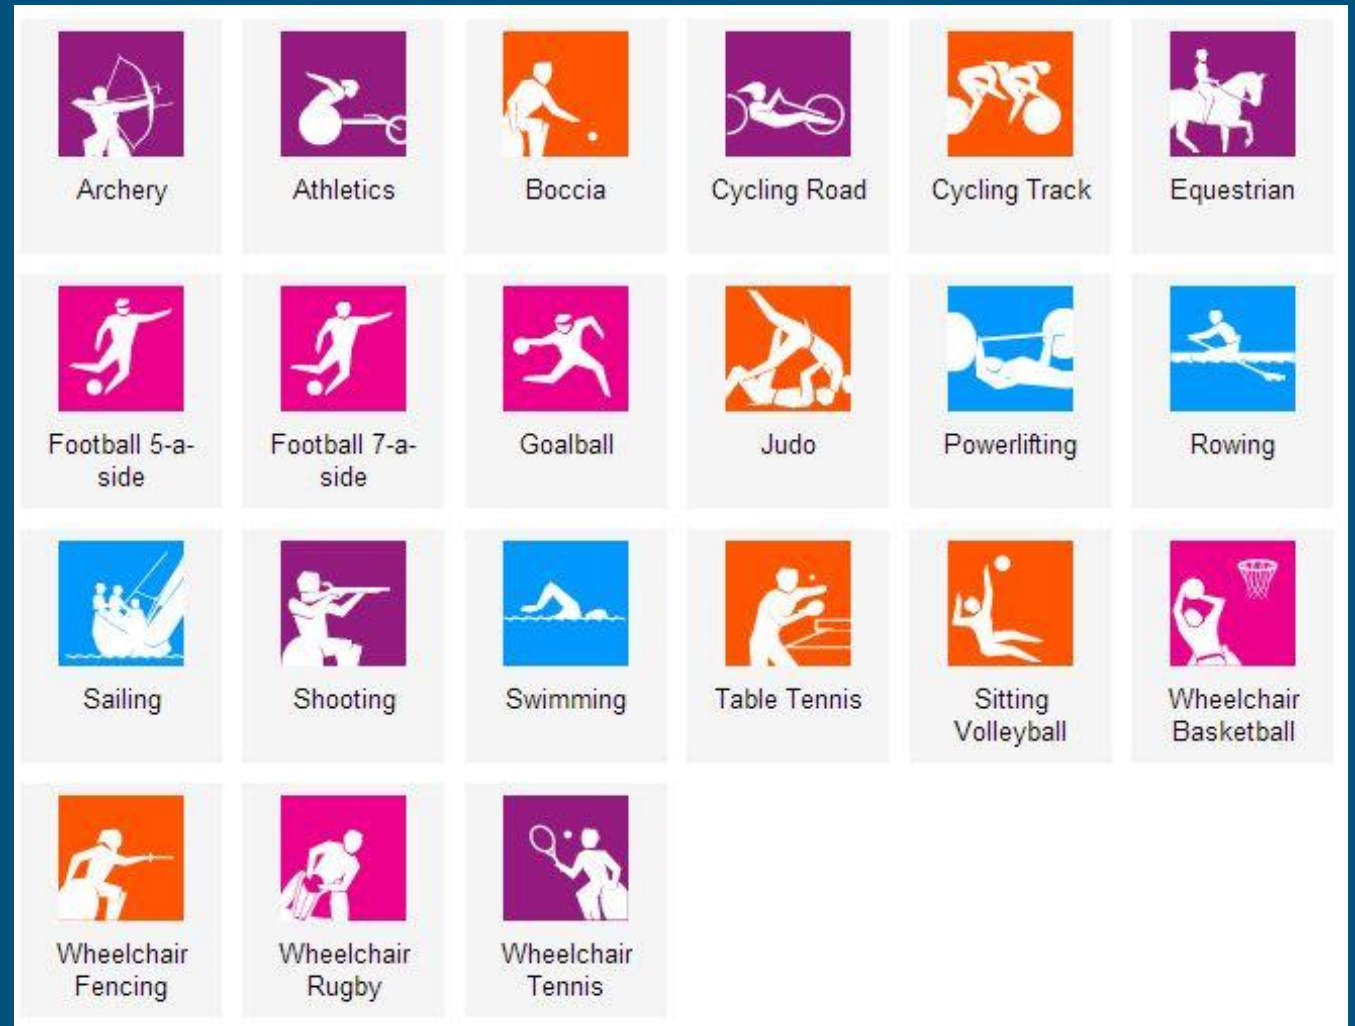 Archery
Athletics
Boccia
Cycling Road
Cycling Track
Equestrian
Football 5-a-
side
Football 7-a-
side
Goalball
Judo
Powerlifting
Rowing
Sailing
Shooting
Swimming
Table Tennis
Sitting
Volleyball
Wheelchair
Basketball
Wheelchair
Fencing
Wheelchair
Rugby
Wheelchair
Tennis